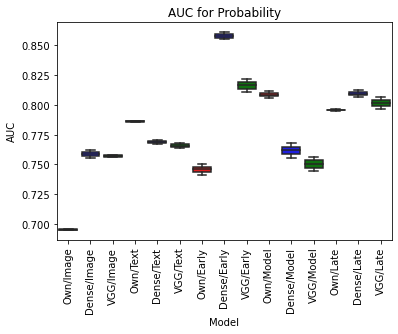 AUC for Probability
AUC
0.850
0.825
0.800
0.775
0.750
0.725
0.700
Own/Image
Dense/Image
VGG/Image
Own/Text
Dense/Text
VGG/Text
Own/Early
Dense/Early
VGG/Early
Own/Model
Dense/Model
VGG/Model
Own/Late
Dense/Late
VGG/Late
Model